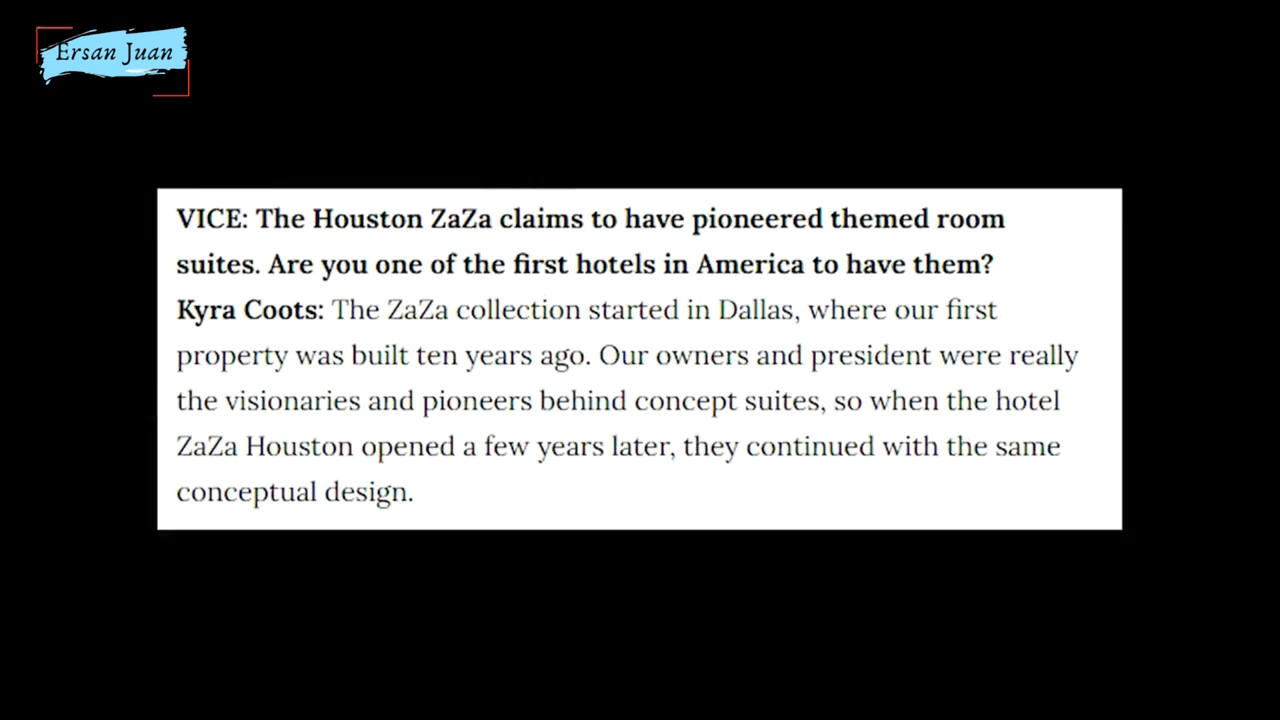 Ersan Juan
VICE: The Houston ZaZa claims to have pioneered themed room
suites. Are you one of the first hotels in America to have them?
Kyra Coots: The ZaZa collection started in Dallas, where our first
property was built ten years ago. Our owners and president were really
the visionaries and pioneers behind concept suites, so when the hotel
ZaZa Houston opened a few years later, they continued with the same
conceptual design.